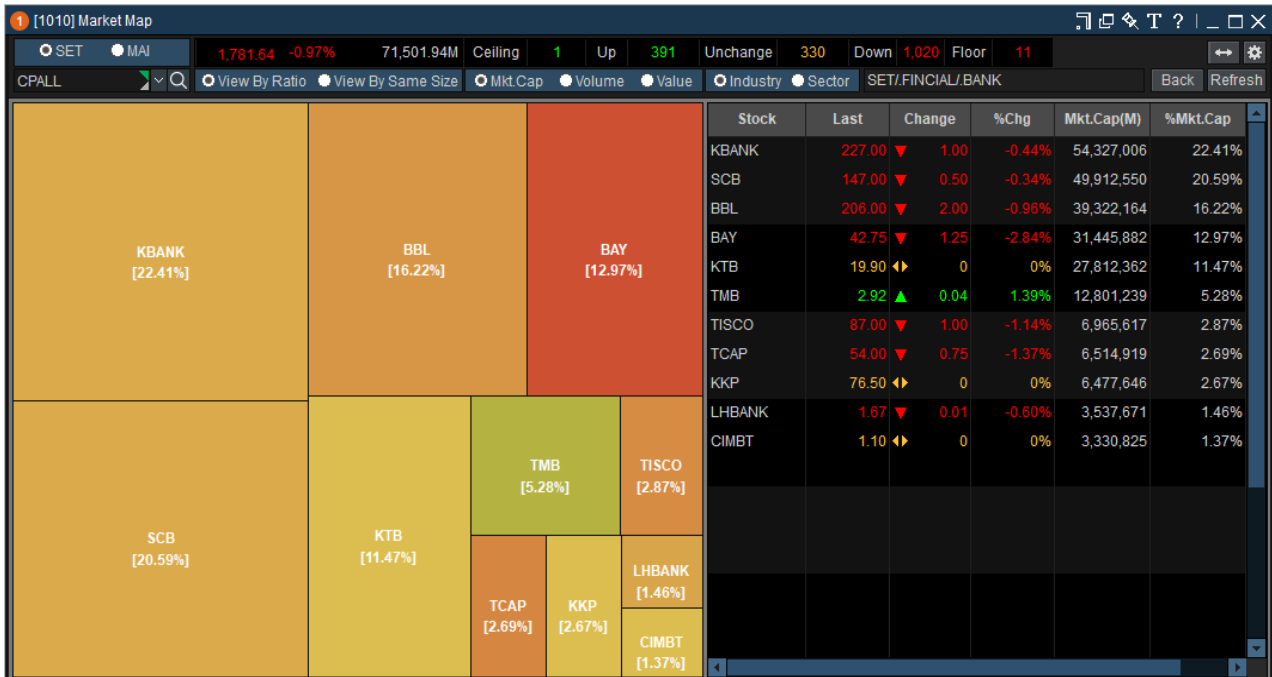 1 [1010] Market Map T ?
SET MAI 1,781.64 -0.97% 71,501.94M Ceiling 1 Up 391 Unchange 330 Down 1,020 Floor 11
CPALL View By Ratio View By Same Size Mkt.Cap Volume Value Industry Sector SET/.FINCIAL/.BANK Back Refresh
KBANK
[22.41%]
BBL
[16.22%]
BAY
[12.97%]
SCB
[20.59%]
KTB
[11.47%]
TMB
[5.28%]
TISCO
[2.87%]
TCAP
[2.69%]
KKP
[2.67%]
LHBANK
[1.46%]
CIMBT
[1.37%]
Stock Last Change %Chg Mkt.Cap(M) %Mkt.Cap
KBANK 227.00 ▼ 1.00 -0.44% 54,327,006 22.41%
SCB 147.00 ▼ 0.50 -0.34% 49,912,550 20.59%
BBL 206.00 ▼ 2.00 -0.96% 39,322,164 16.22%
BAY 42.75 ▼ 1.25 -2.84% 31,445,882 12.97%
KTB 19.90 0 0% 27,812,362 11.47%
TMB 2.92 ▲ 0.04 1.39% 12,801,239 5.28%
TISCO 87.00 ▼ 1.00 -1.14% 6,965,617 2.87%
TCAP 54.00 ▼ 0.75 -1.37% 6,514,919 2.69%
KKP 76.50 0 0% 6,477,646 2.67%
LHBANK 1.67 ▼ 0.01 -0.60% 3,537,671 1.46%
CIMBT 1.10 0 0% 3,330,825 1.37%